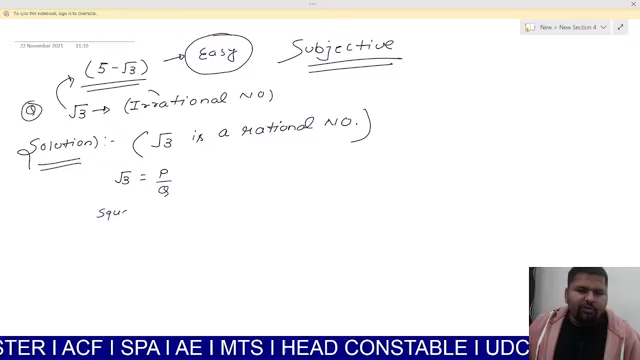 To sync this notebook, sign in to OneNote.
New > New Section 4
22 November 2021 11:10
(5-√3) → Easy Subjective
Q √3 → (Irrational NO)
Solution):- (√3 is a rational NO.)
√3 = P/Q
Squ
STER I ACF I SPA I AE I MTS I HEAD CONSTABLE I UDC